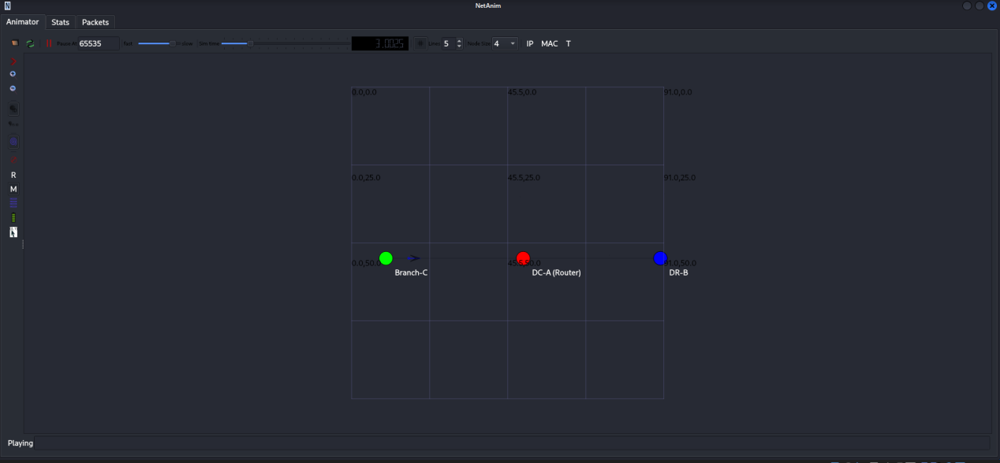 NetAnim
Animator Stats Packets
Pause At 65535 fast slow Sim time 3.0025 Lines 5 Node Size 4 IP MAC T
0.0,0.0 45.5,0.0 91.0,0.0
0.0,25.0 45.5,25.0 91.0,25.0
R
M
0.0,50.0 45.5,50.0 91.0,50.0
Branch-C DC-A (Router) DR-B
Playing